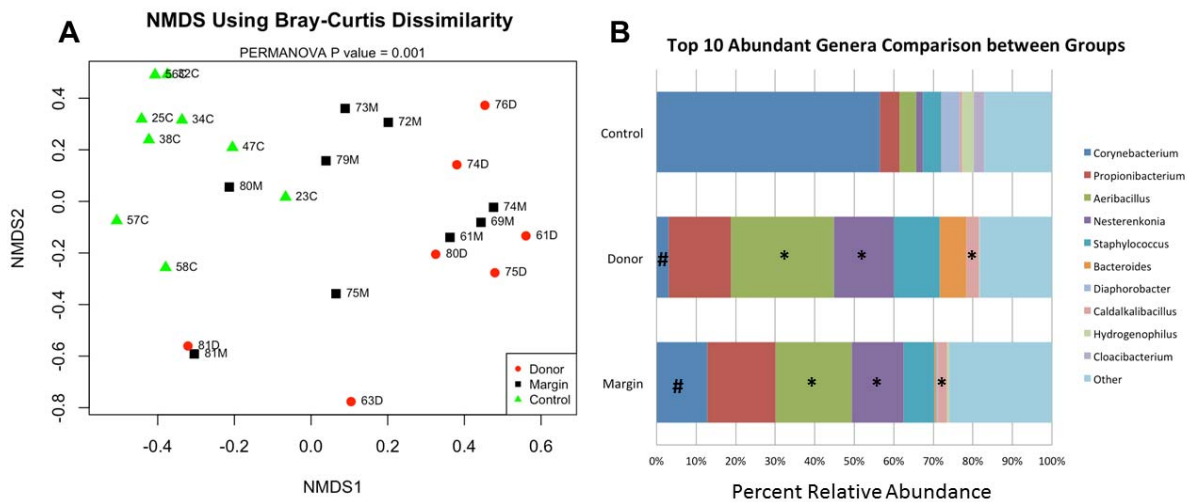 A
NMDS Using Bray-Curtis Dissimilarity
PERMANOVA P value = 0.001
NMDS2
0.4
0.2
0.0
-0.2
-0.4
-0.6
-0.8
56C 32C
25C
34C
38C
47C
23C
57C
58C
73M
72M
79M
80M
74M
69M
61M
75M
81M
76D
74D
61D
80D
75D
81D
63D
Donor
Margin
Control
-0.4 -0.2 0.0 0.2 0.4 0.6
NMDS1
B
Top 10 Abundant Genera Comparison between Groups
Control
Donor
# * * *
Margin
# * * *
0% 10% 20% 30% 40% 50% 60% 70% 80% 90% 100%
Percent Relative Abundance
Corynebacterium
Propionibacterium
Aeribacillus
Nesterenkonia
Staphylococcus
Bacteroides
Diaphorobacter
Caldalkalibacillus
Hydrogenophilus
Cloacibacterium
Other